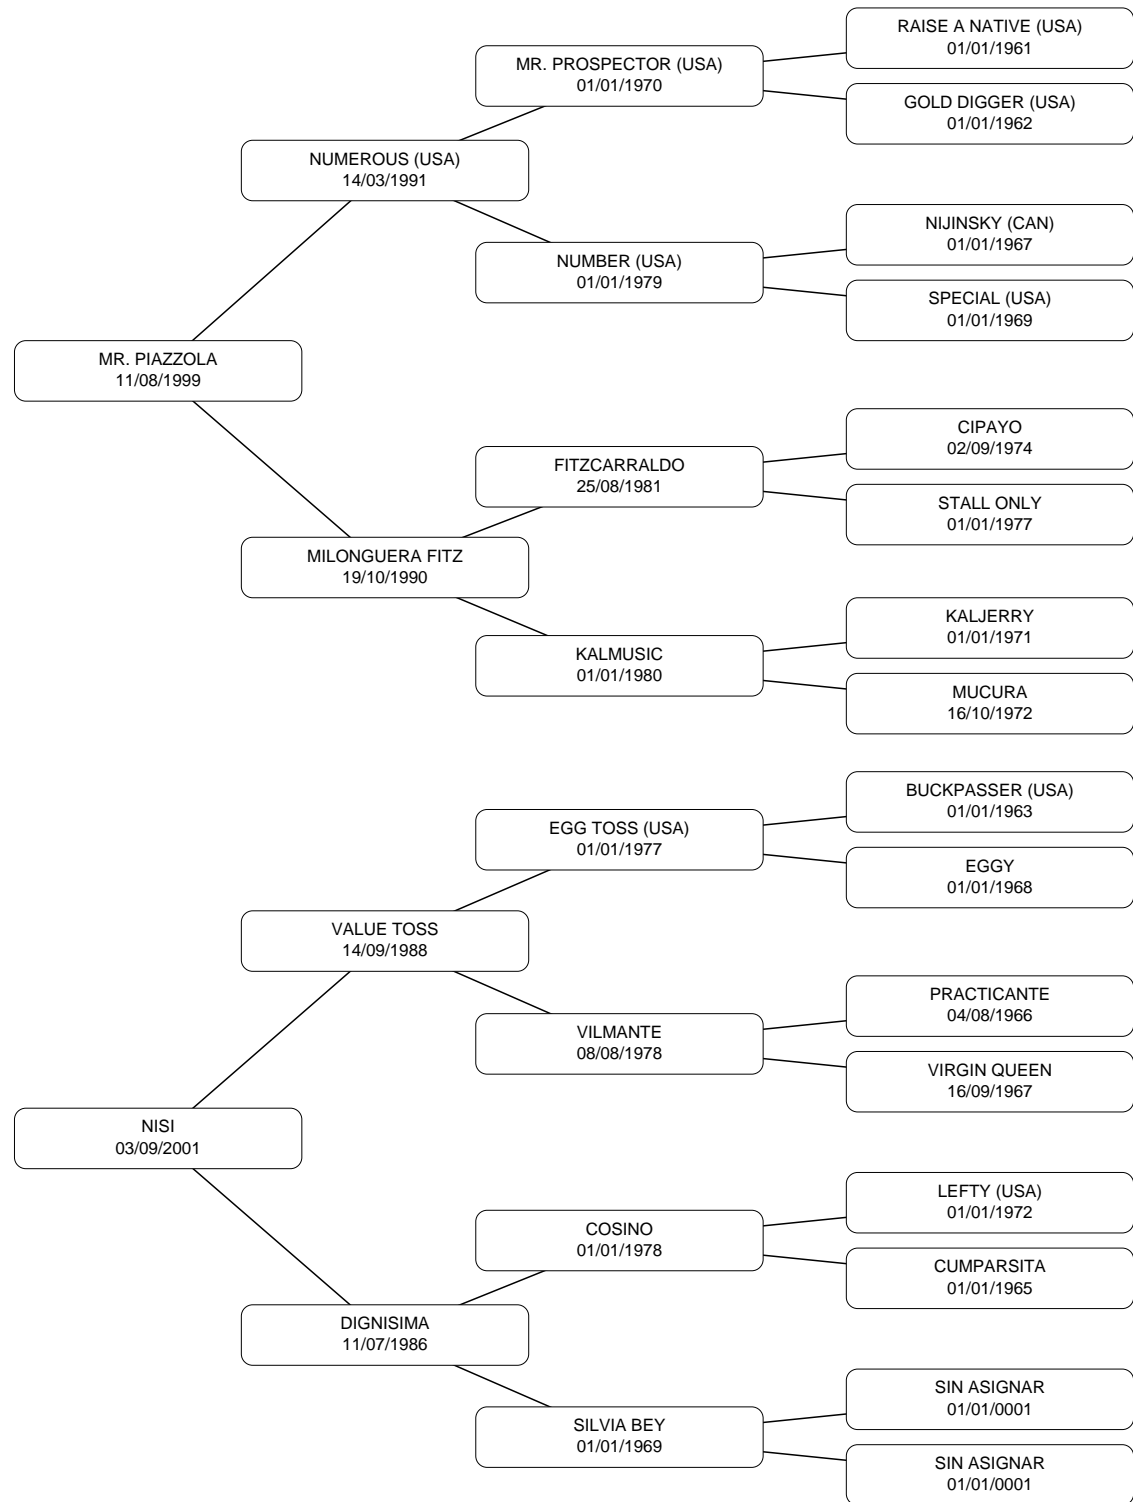 RAISE A NATIVE (USA)
01/01/1961
MR. PROSPECTOR (USA)
01/01/1970
GOLD DIGGER (USA)
01/01/1962
NUMEROUS (USA)
14/03/1991
NIJINSKY (CAN)
01/01/1967
NUMBER (USA)
01/01/1979
SPECIAL (USA)
01/01/1969
MR. PIAZZOLA
11/08/1999
CIPAYO
02/09/1974
FITZCARRALDO
25/08/1981
STALL ONLY
01/01/1977
MILONGUERA FITZ
19/10/1990
KALJERRY
01/01/1971
KALMUSIC
01/01/1980
MUCURA
16/10/1972
BUCKPASSER (USA)
01/01/1963
EGG TOSS (USA)
01/01/1977
EGGY
01/01/1968
VALUE TOSS
14/09/1988
PRACTICANTE
04/08/1966
VILMANTE
08/08/1978
VIRGIN QUEEN
16/09/1967
NISI
03/09/2001
LEFTY (USA)
01/01/1972
COSINO
01/01/1978
CUMPARSITA
01/01/1965
DIGNISIMA
11/07/1986
SIN ASIGNAR
01/01/0001
SILVIA BEY
01/01/1969
SIN ASIGNAR
01/01/0001